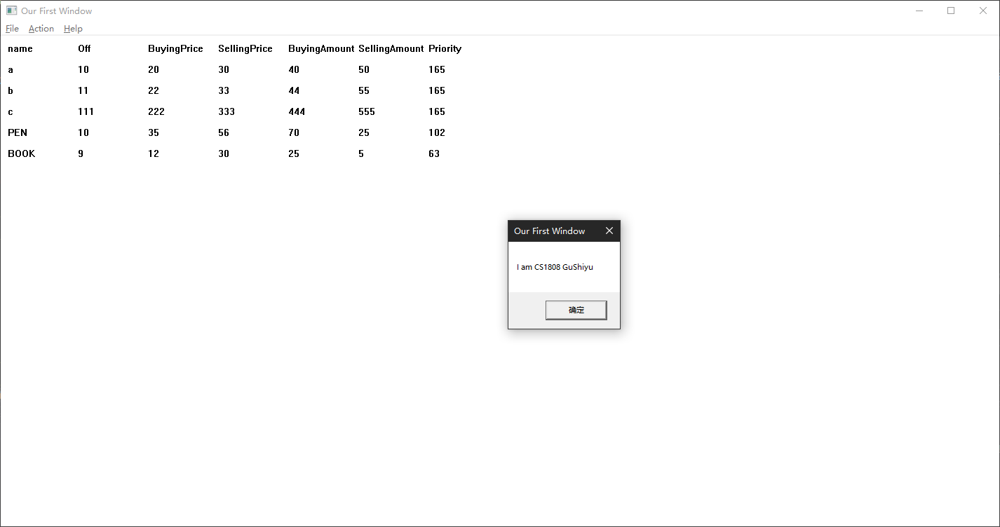 Our First Window
File Action Help
name Off BuyingPrice SellingPrice BuyingAmount SellingAmount Priority
a 10 20 30 40 50 165
b 11 22 33 44 55 165
c 111 222 333 444 555 165
PEN 10 35 56 70 25 102
BOOK 9 12 30 25 5 63
Our First Window
I am CS1808 GuShiyu
确定